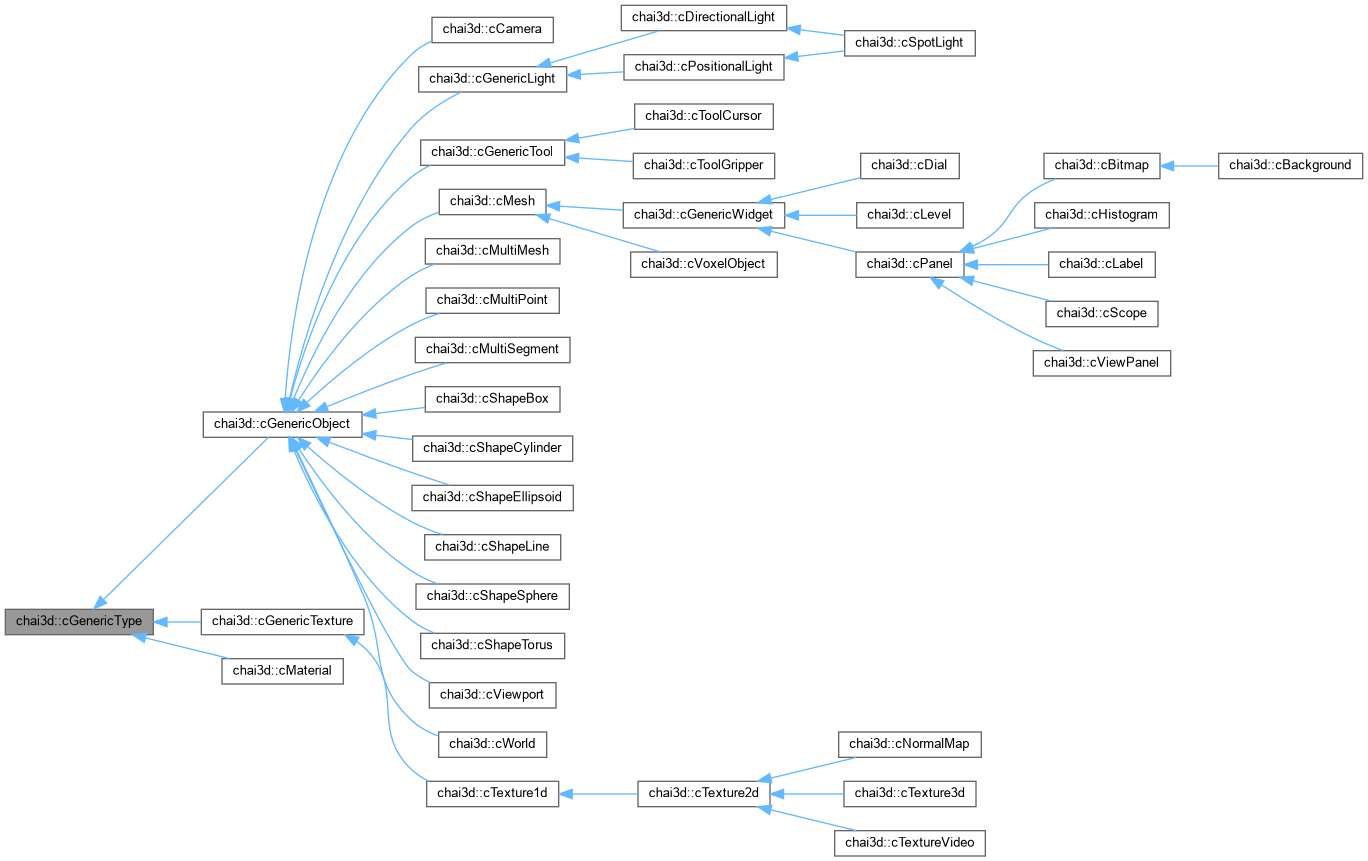 chai3d::cGenericType
chai3d::cGenericObject
chai3d::cGenericTexture
chai3d::cMaterial
chai3d::cCamera
chai3d::cGenericLight
chai3d::cGenericTool
chai3d::cMesh
chai3d::cMultiMesh
chai3d::cMultiPoint
chai3d::cMultiSegment
chai3d::cShapeBox
chai3d::cShapeCylinder
chai3d::cShapeEllipsoid
chai3d::cShapeLine
chai3d::cShapeSphere
chai3d::cShapeTorus
chai3d::cViewport
chai3d::cWorld
chai3d::cTexture1d
chai3d::cDirectionalLight
chai3d::cPositionalLight
chai3d::cToolCursor
chai3d::cToolGripper
chai3d::cGenericWidget
chai3d::cVoxelObject
chai3d::cTexture2d
chai3d::cSpotLight
chai3d::cDial
chai3d::cLevel
chai3d::cPanel
chai3d::cNormalMap
chai3d::cTexture3d
chai3d::cTextureVideo
chai3d::cBitmap
chai3d::cHistogram
chai3d::cLabel
chai3d::cScope
chai3d::cViewPanel
chai3d::cBackground